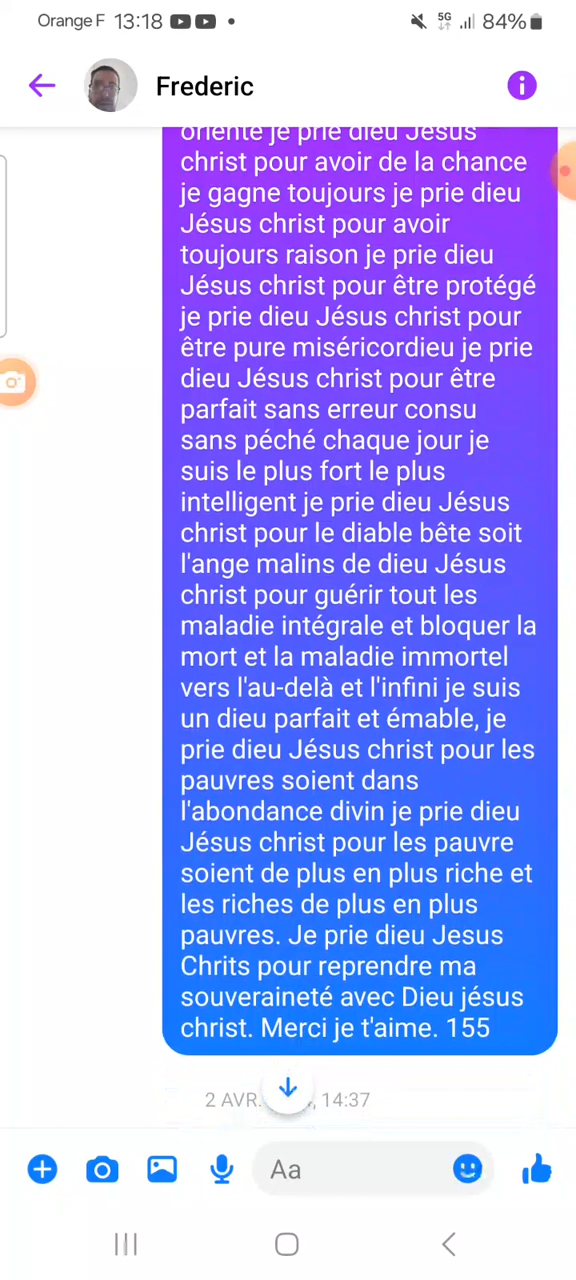 Orange F 13:18 5G 84%
Frederic
oriente je prie dieu Jésus
christ pour avoir de la chance
je gagne toujours je prie dieu
Jésus christ pour avoir
toujours raison je prie dieu
Jésus christ pour être protégé
je prie dieu Jésus christ pour
être pure miséricordieu je prie
dieu Jésus christ pour être
parfait sans erreur consu
sans péché chaque jour je
suis le plus fort le plus
intelligent je prie dieu Jésus
christ pour le diable bête soit
l'ange malins de dieu Jésus
christ pour guérir tout les
maladie intégrale et bloquer la
mort et la maladie immortel
vers l'au-delà et l'infini je suis
un dieu parfait et émable, je
prie dieu Jésus christ pour les
pauvres soient dans
l'abondance divin je prie dieu
Jésus christ pour les pauvre
soient de plus en plus riche et
les riches de plus en plus
pauvres. Je prie dieu Jesus
Chrits pour reprendre ma
souveraineté avec Dieu jésus
christ. Merci je t'aime. 155
2 AVR. , 14:37
Aa